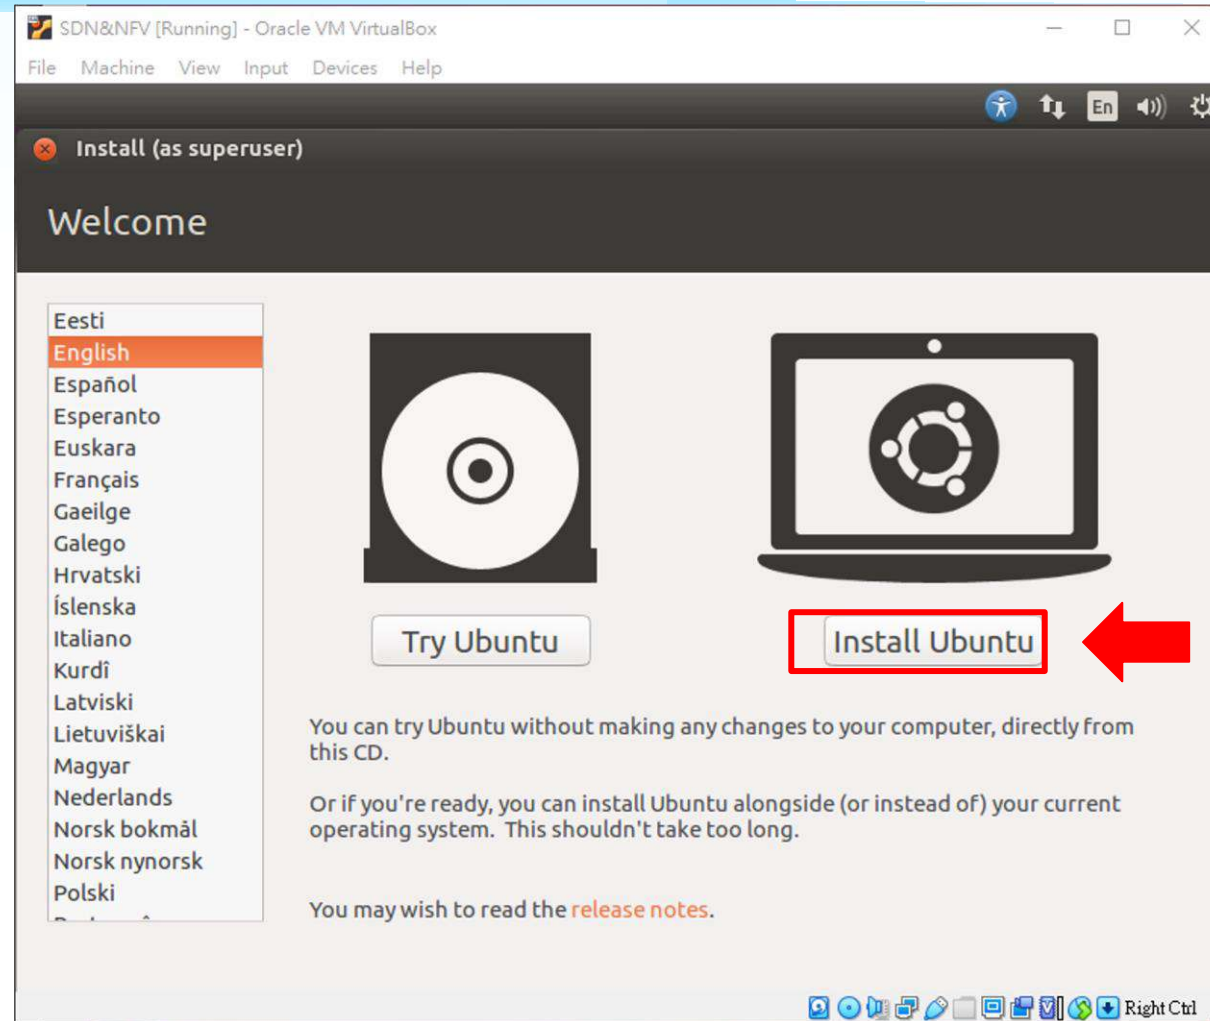 SDN&NFV [Running] - Oracle VM VirtualBox
File Machine View Input Devices Help
En
Install (as superuser)
Welcome
Eesti
English
Español
Esperanto
Euskara
Français
Gaeilge
Galego
Hrvatski
Íslenska
Italiano
Kurdî
Latviski
Lietuviškai
Magyar
Nederlands
Norsk bokmål
Norsk nynorsk
Polski
Try Ubuntu
Install Ubuntu
You can try Ubuntu without making any changes to your computer, directly from
this CD.
Or if you're ready, you can install Ubuntu alongside (or instead of) your current
operating system. This shouldn't take too long.
You may wish to read the release notes.
Right Ctrl